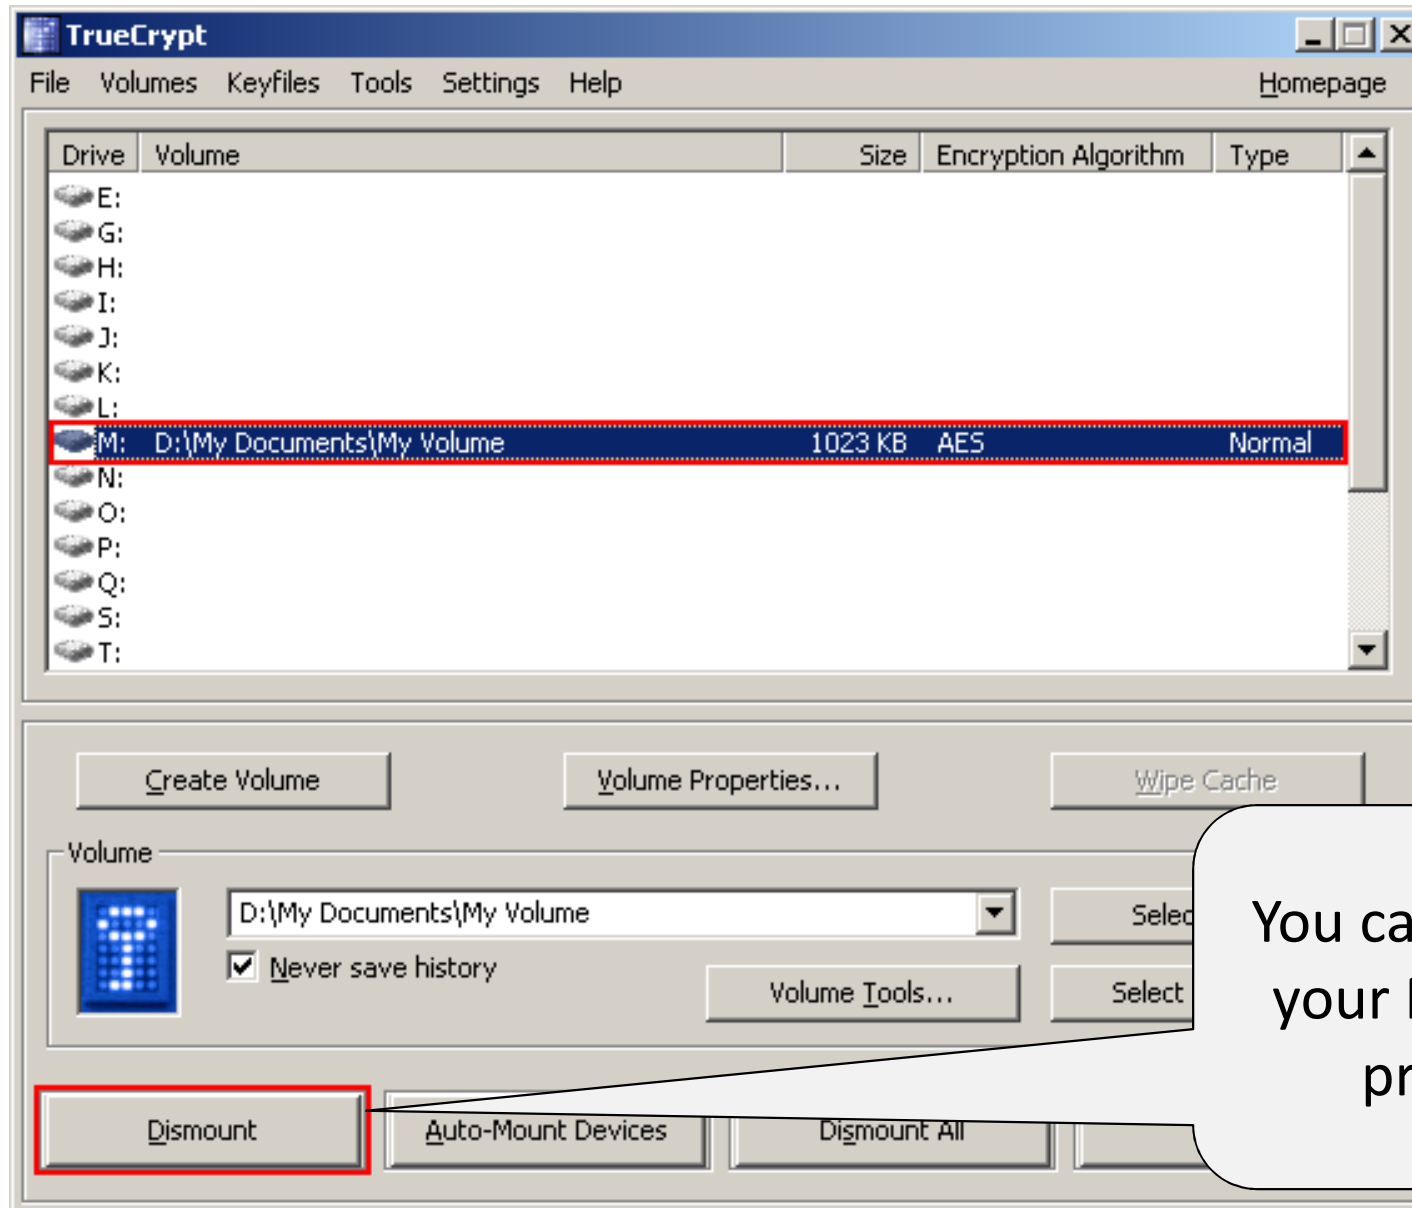 TrueCrypt
File Volumes Keyfiles Tools Settings Help Homepage
Drive Volume Size Encryption Algorithm Type
E:
G:
H:
I:
J:
K:
L:
M: D:\My Documents\My Volume 1023 KB AES Normal
N:
O:
P:
Q:
S:
T:
Create Volume Volume Properties... Wipe Cache
Volume
D:\My Documents\My Volume Selec
Never save history
Volume Tools... Select
You ca
your
pr
Dismount Auto-Mount Devices Dismount All